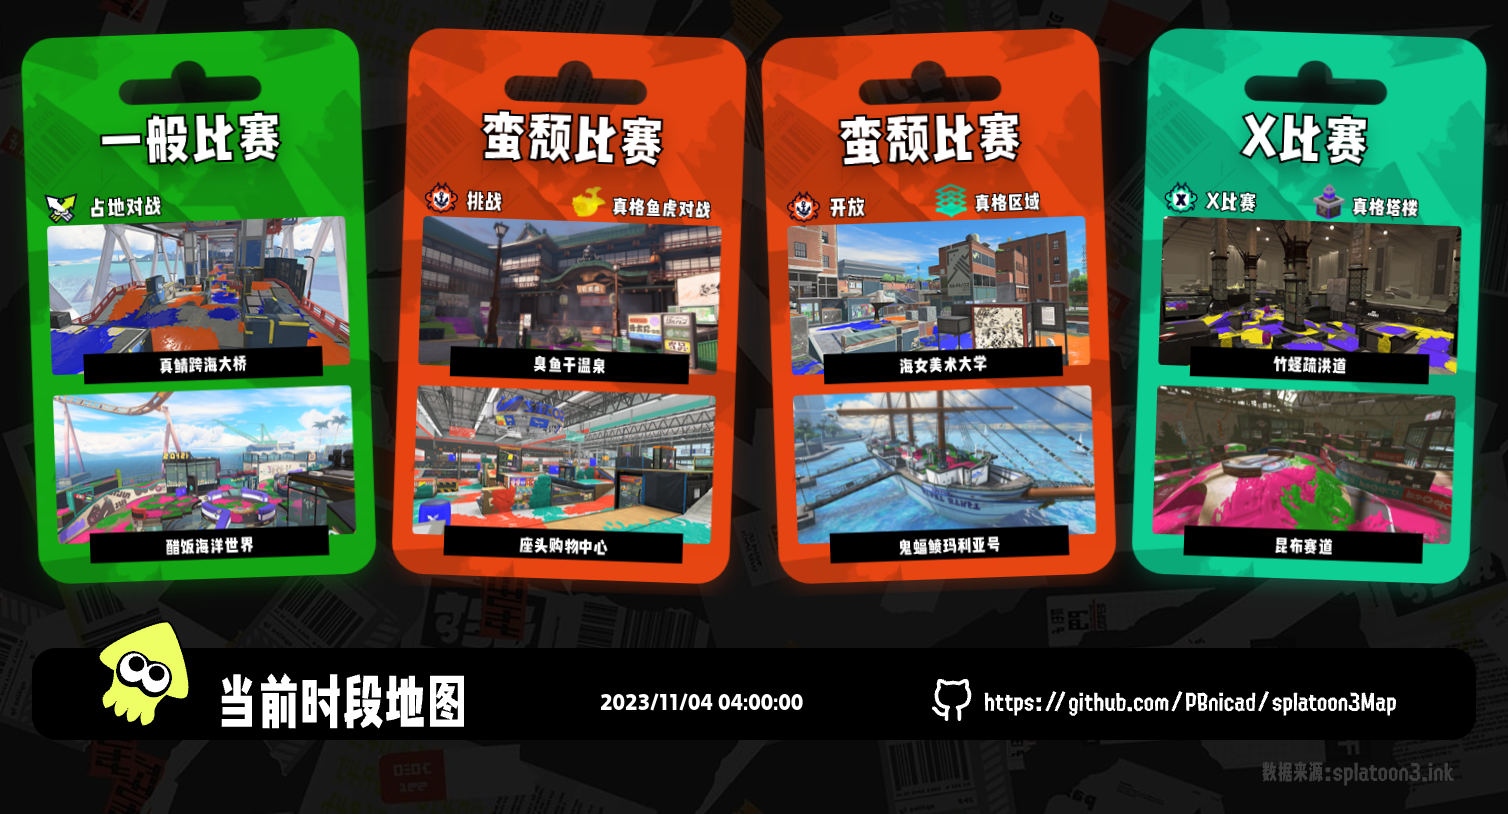 一般比赛
占地对战
真鲷跨海大桥
醋饭海洋世界
蛮颓比赛
挑战
真格鱼虎对战
臭鱼干温泉
座头购物中心
蛮颓比赛
开放
真格区域
海女美术大学
鬼蝠鲼玛利亚号
X比赛
X比赛
真格塔楼
竹蛏疏洪道
昆布赛道
当前时段地图
2023/11/04 04:00:00
https://github.com/PBnicad/splatoon3Map
数据来源:splatoon3.ink